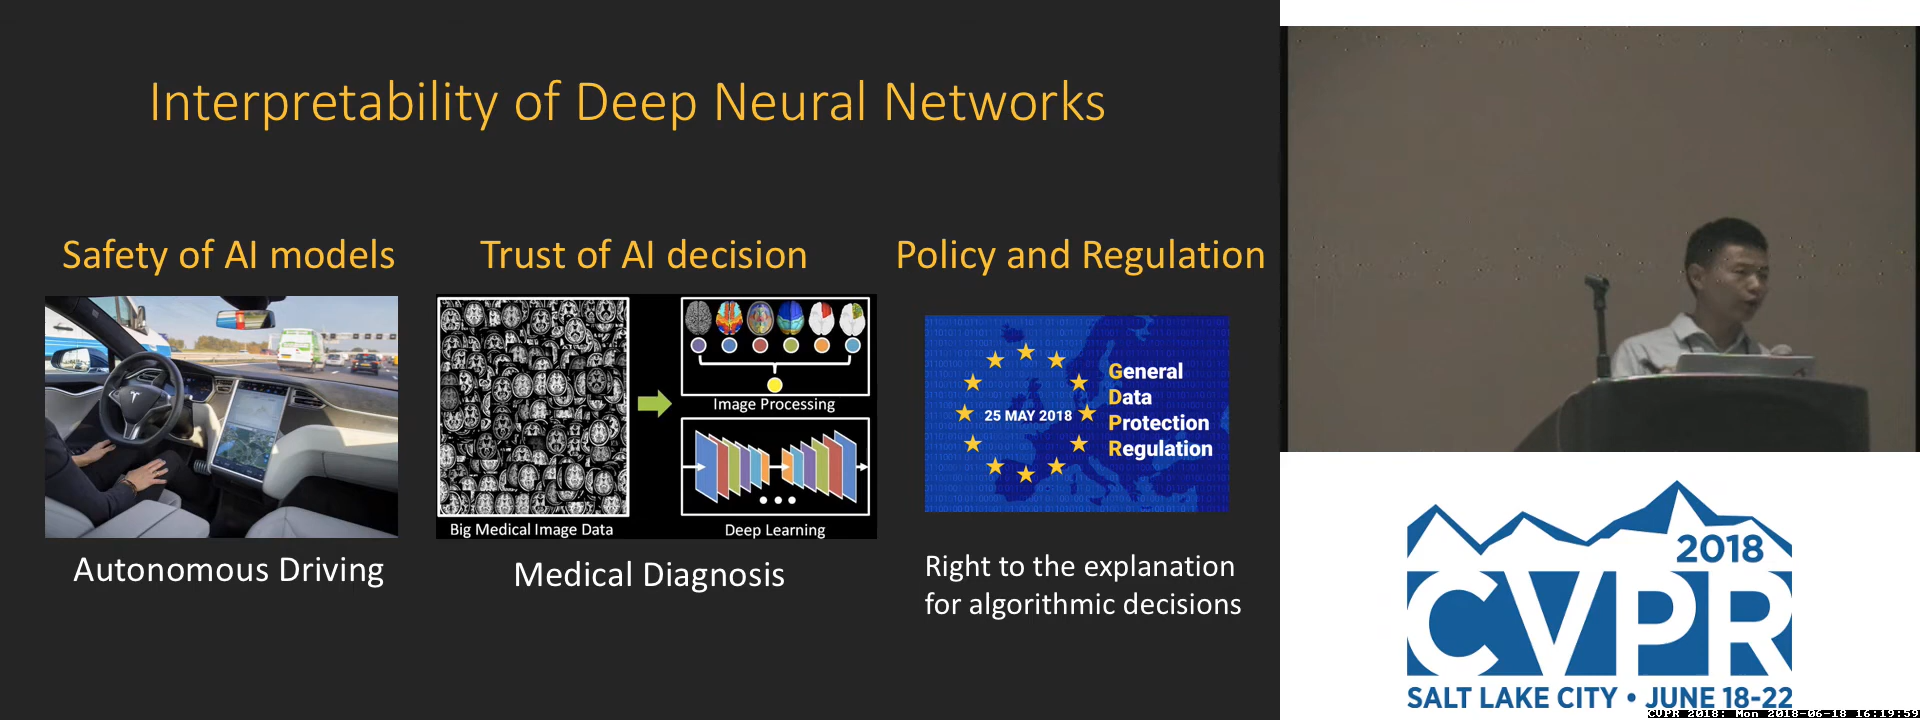 Interpretability of Deep Neural Networks
Safety of AI models
Autonomous Driving
Trust of AI decision
Big Medical Image Data
Image Processing
Deep Learning
Medical Diagnosis
Policy and Regulation
25 MAY 2018
General
Data
Protection
Regulation
Right to the explanation
for algorithmic decisions
2018
CVPR
SALT LAKE CITY • JUNE 18-22
CVPR 2018: Mon 2018-06-18 16:19:59